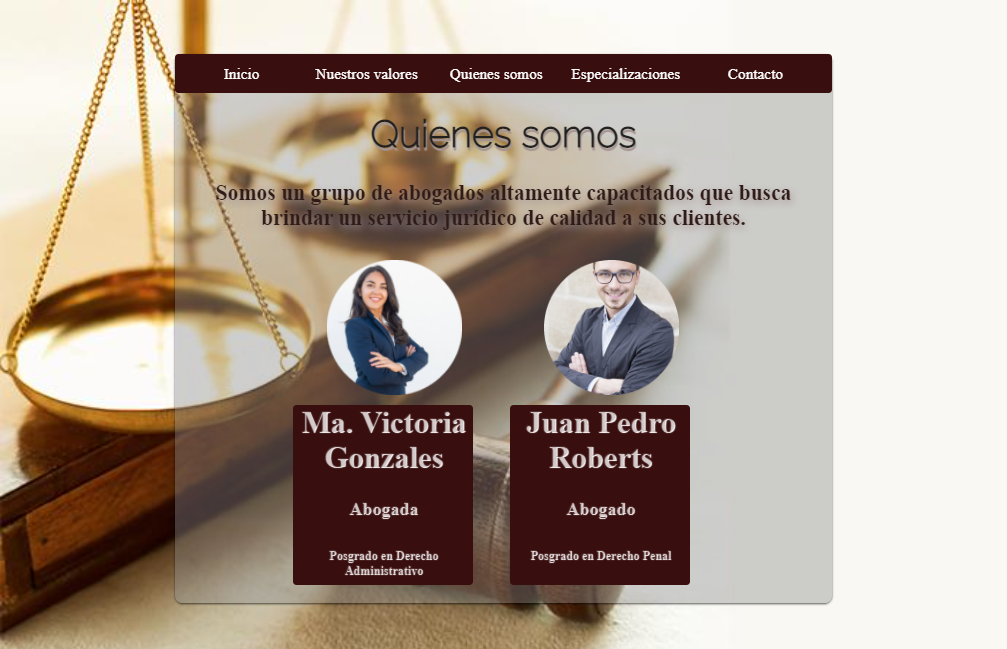 Inicio Nuestros valores Quienes somos Especializaciones Contacto
Quienes somos
Somos un grupo de abogados altamente capacitados que busca
brindar un servicio jurídico de calidad a sus clientes.
Ma. Victoria
Gonzales
Abogada
Posgrado en Derecho
Administrativo
Juan Pedro
Roberts
Abogado
Posgrado en Derecho Penal